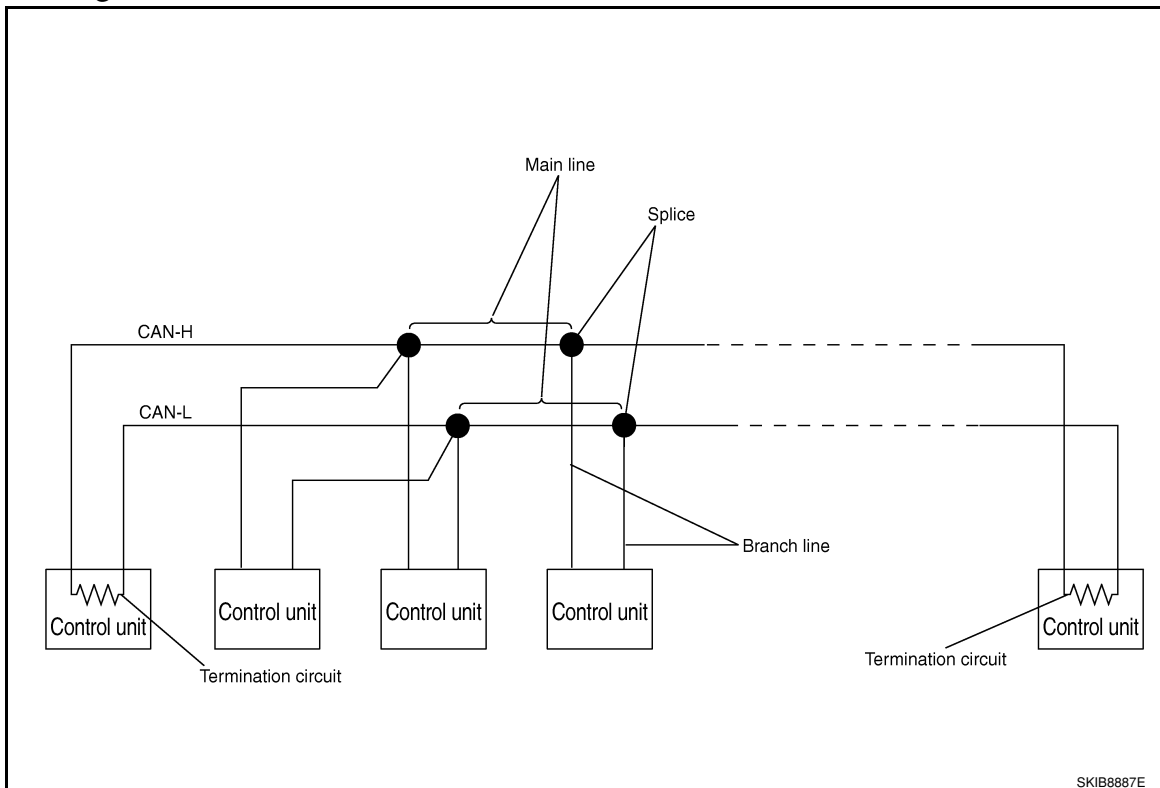 Main line
Splice
CAN-H
CAN-L
Branch line
Control unit
Control unit
Control unit
Control unit
Control unit
Termination circuit
Termination circuit
SKIB8887E